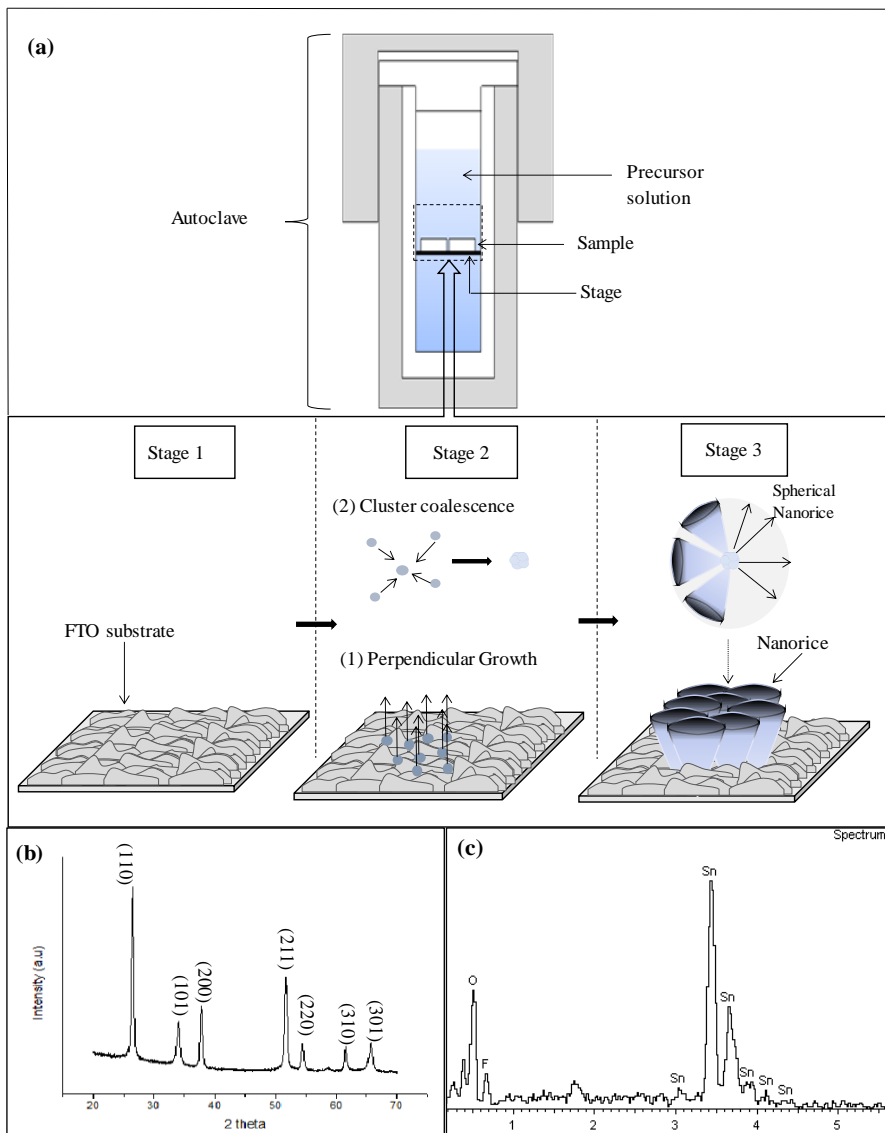 (a)
Precursor
solution
Autoclave
Sample
Stage
Stage 1
Stage 2
Stage 3
(2) Cluster coalescence
Spherical
Nanorice
FTO substrate
(1) Perpendicular Growth
Nanorice
(b)
(110)
(101)
(200)
(211)
(220)
(310)
(301)
Intensity (a.u)
20 30 40 50 60 70
2 theta
(c)
Spectrum
Sn
O
Sn
F
Sn
Sn
Sn
Sn
1 2 3 4 5